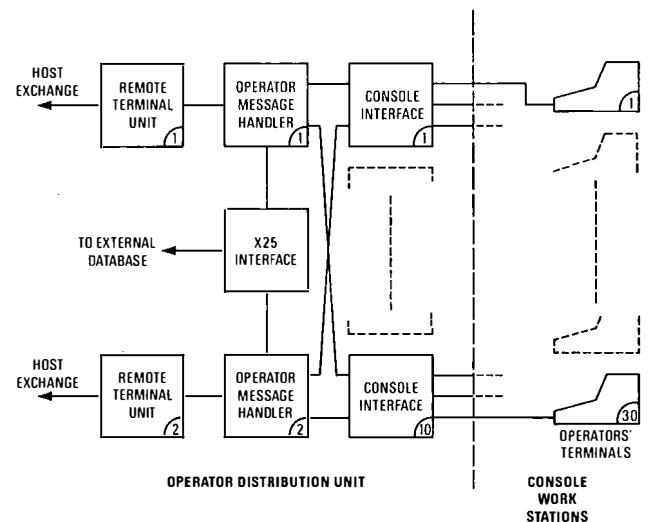 HOST
EXCHANGE
REMOTE
TERMINAL
UNIT
1
OPERATOR
MESSAGE
HANDLER
1
CONSOLE
INTERFACE
1
1
TO EXTERNAL
DATABASE
X25
INTERFACE
HOST
EXCHANGE
REMOTE
TERMINAL
UNIT
2
OPERATOR
MESSAGE
HANDLER
2
CONSOLE
INTERFACE
10
30
OPERATORS'
TERMINALS
OPERATOR DISTRIBUTION UNIT
CONSOLE
WORK
STATIONS